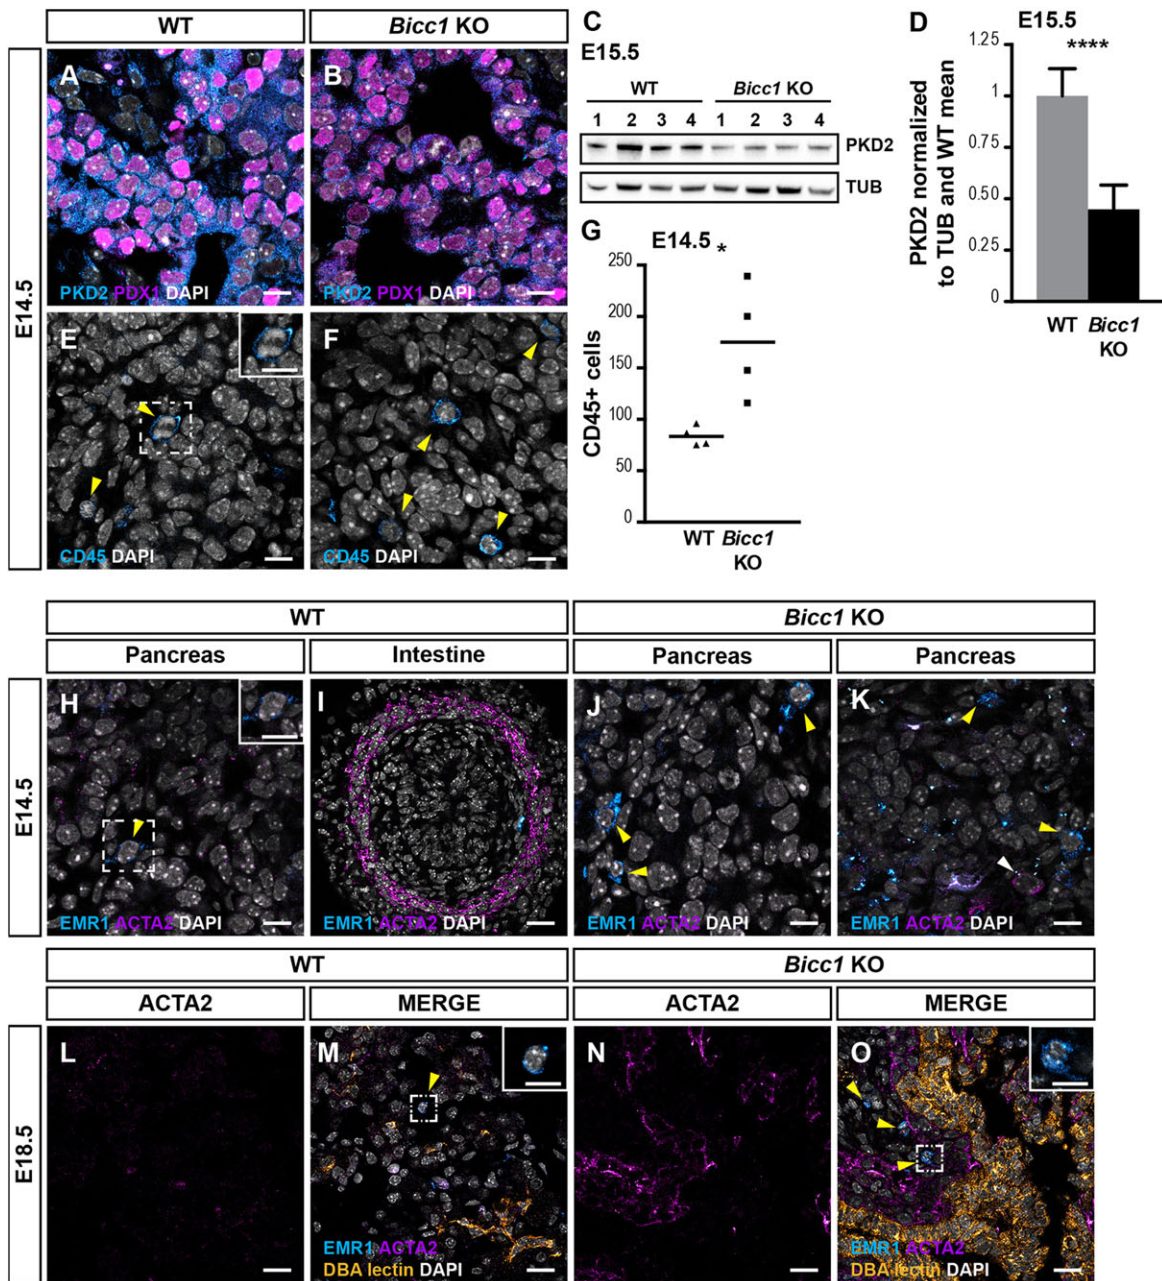 WT
Bicc1 KO
E14.5
A
PKD2 PDX1 DAPI
B
PKD2 PDX1 DAPI
C
E15.5
WT
Bicc1 KO
1 2 3 4 1 2 3 4
PKD2
TUB
D
E15.5
****
PKD2 normalized
to TUB and WT mean
1.25
1
0.75
0.50
0.25
0
WT
Bicc1
KO
E
CD45 DAPI
F
CD45 DAPI
G
E14.5
*
CD45+ cells
250
200
150
100
50
0
WT
Bicc1
KO
WT
Bicc1 KO
Pancreas
Intestine
Pancreas
Pancreas
E14.5
H
EMR1 ACTA2 DAPI
I
EMR1 ACTA2 DAPI
J
EMR1 ACTA2 DAPI
K
EMR1 ACTA2 DAPI
WT
Bicc1 KO
ACTA2
MERGE
ACTA2
MERGE
E18.5
L
M
EMR1 ACTA2
DBA lectin DAPI
N
O
EMR1 ACTA2
DBA lectin DAPI